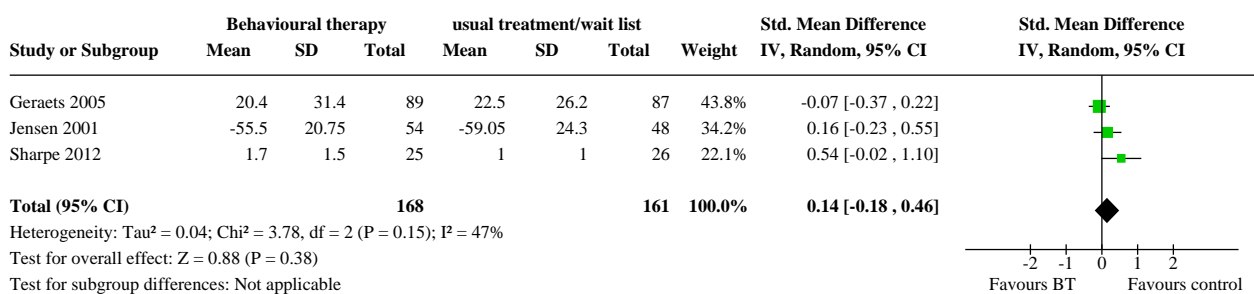 Behavioural therapy usual treatment/wait list Std. Mean Difference Std. Mean Difference
Study or Subgroup Mean SD Total Mean SD Total Weight IV, Random, 95% CI IV, Random, 95% CI
Geraets 2005 20.4 31.4 89 22.5 26.2 87 43.8% -0.07 [-0.37 , 0.22]
Jensen 2001 -55.5 20.75 54 -59.05 24.3 48 34.2% 0.16 [-0.23 , 0.55]
Sharpe 2012 1.7 1.5 25 1 1 26 22.1% 0.54 [-0.02 , 1.10]
Total (95% CI) 168 161 100.0% 0.14 [-0.18 , 0.46]
Heterogeneity: Tau² = 0.04; Chi² = 3.78, df = 2 (P = 0.15); I² = 47%
Test for overall effect: Z = 0.88 (P = 0.38)
Test for subgroup differences: Not applicable
-2 -1 0 1 2
Favours BT Favours control